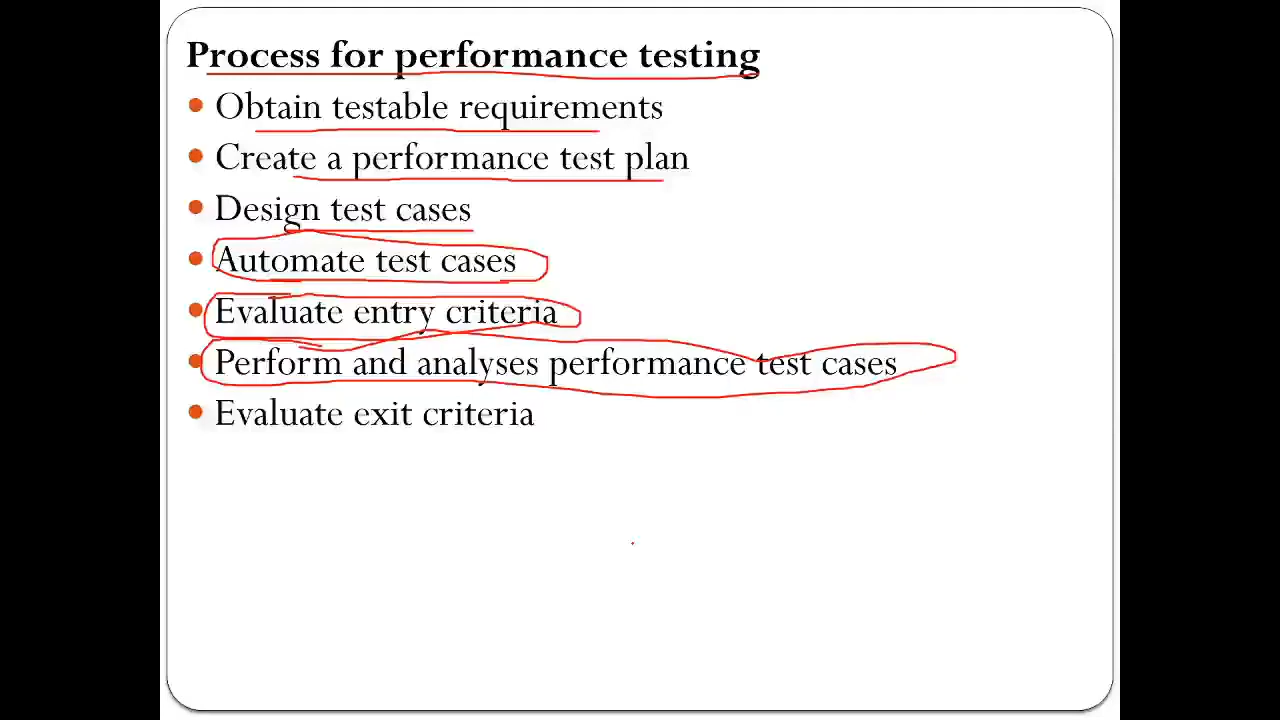 Process for performance testing
• Obtain testable requirements
• Create a performance test plan
• Design test cases
• Automate test cases
• Evaluate entry criteria
• Perform and analyses performance test cases
• Evaluate exit criteria